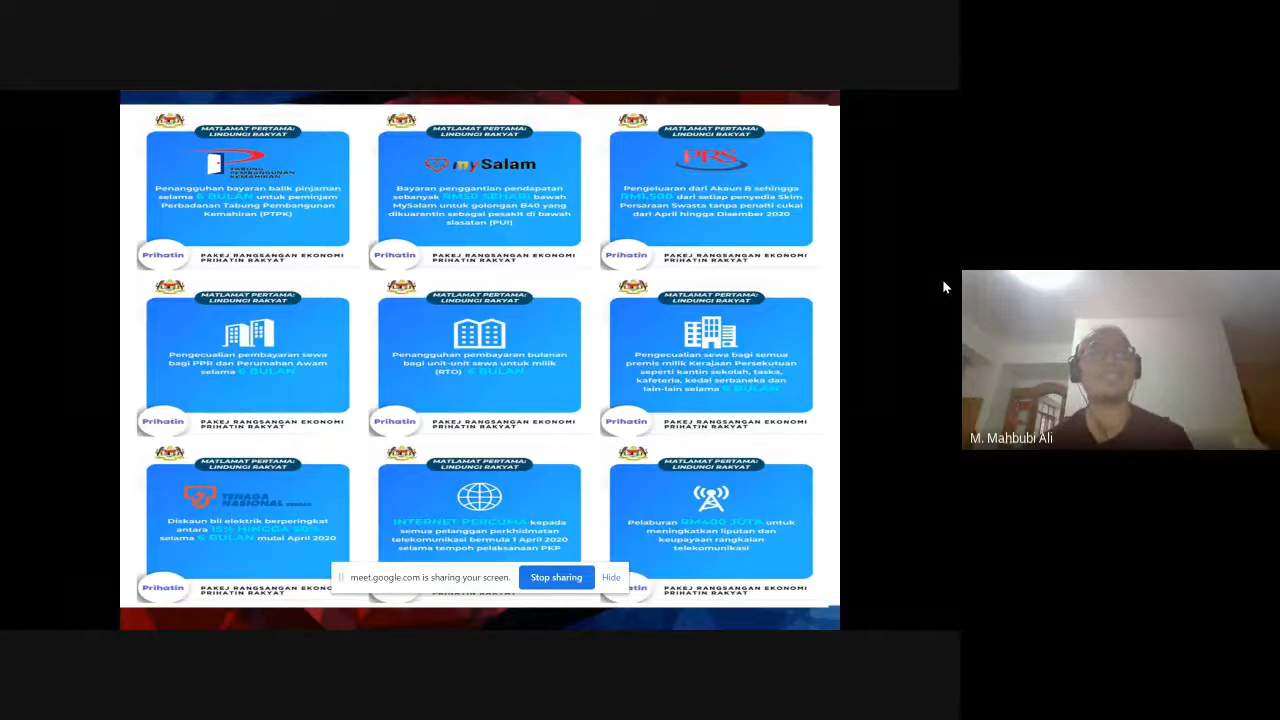 MATLAMAT PERTAMA:
LINDUNGI RAKYAT
TABUNG
PEMBANGUNAN
KEMAHIRAN
Penangguhan bayaran balik pinjaman
selama 6 BULAN untuk peminjam
Perbadanan Tabung Pembangunan
Kemahiran (PTPK)
Prihatin
PAKEJ RANGSANGAN EKONOMI
PRIHATIN RAKYAT
MATLAMAT PERTAMA:
LINDUNGI RAKYAT
mySalam
Bayaran penggantian pendapatan
sebanyak RM50 SEHARI bawah
MySalam untuk golongan B40 yang
dikuarantin sebagai pesakit di bawah
siasatan (PUI)
Prihatin
PAKEJ RANGSANGAN EKONOMI
PRIHATIN RAKYAT
MATLAMAT PERTAMA:
LINDUNGI RAKYAT
PRS
Pengeluaran dari Akaun B sehingga
RM1,500 dari setiap penyedia Skim
Persaraan Swasta tanpa penalti cukai
dari April hingga Disember 2020
Prihatin
PAKEJ RANGSANGAN EKONOMI
PRIHATIN RAKYAT
MATLAMAT PERTAMA:
LINDUNGI RAKYAT
Pengecualian pembayaran sewa
bagi PPR dan Perumahan Awam
selama 6 BULAN
Prihatin
PAKEJ RANGSANGAN EKONOMI
PRIHATIN RAKYAT
MATLAMAT PERTAMA:
LINDUNGI RAKYAT
Penangguhan pembayaran bulanan
bagi unit-unit sewa untuk milik
(RTO) 6 BULAN
Prihatin
PAKEJ RANGSANGAN EKONOMI
PRIHATIN RAKYAT
MATLAMAT PERTAMA:
LINDUNGI RAKYAT
Pengecualian sewa bagi semua
premis milik Kerajaan Persekutuan
seperti kantin sekolah, taska,
kafeteria, kedai serbaneka dan
lain-lain selama 6 BULAN
Prihatin
PAKEJ RANGSANGAN EKONOMI
PRIHATIN RAKYAT
MATLAMAT PERTAMA:
LINDUNGI RAKYAT
TENAGA
NASIONAL BERHAD
Diskaun bil elektrik berperingkat
antara 15% HINGGA 50%
selama 6 BULAN mulai April 2020
Prihatin
PAKEJ RANGSANGAN EKONOMI
PRIHATIN RAKYAT
MATLAMAT PERTAMA:
LINDUNGI RAKYAT
INTERNET PERCUMA kepada
semua pelanggan perkhidmatan
telekomunikasi bermula 1 April 2020
selama tempoh pelaksanaan PKP
PRIHATIN RAKYAT
MATLAMAT PERTAMA:
LINDUNGI RAKYAT
Pelaburan RM400 JUTA untuk
meningkatkan liputan dan
keupayaan rangkaian
telekomunikasi
PAKEJ RANGSANGAN EKONOMI
PRIHATIN RAKYAT
meet.google.com is sharing your screen.
Stop sharing
Hide
M. Mahbubi Ali